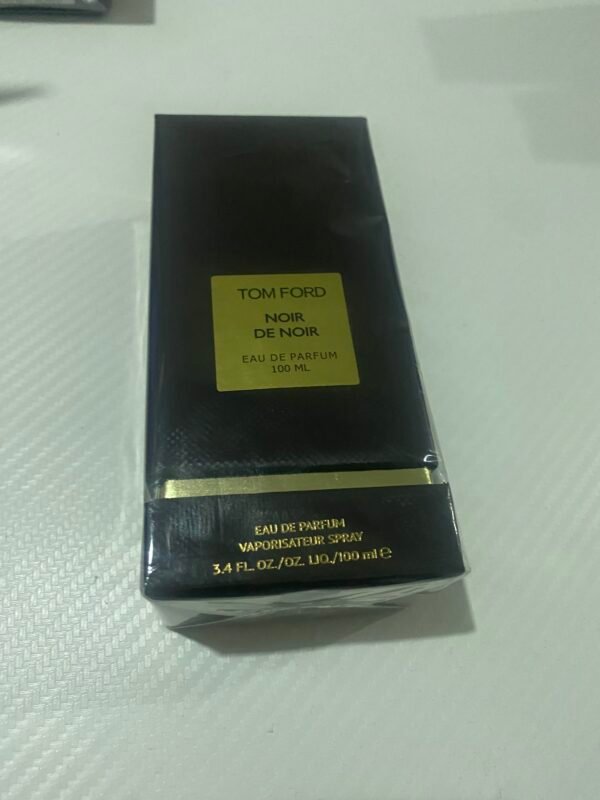 TOM FORD
NOIR
DE NOIR
EAU DE PARFUM
100 ML
EAU DE PARFUM
VAPORISATEUR SPRAY
3.4 FL. OZ./OZ. LIQ./100 ml ℮